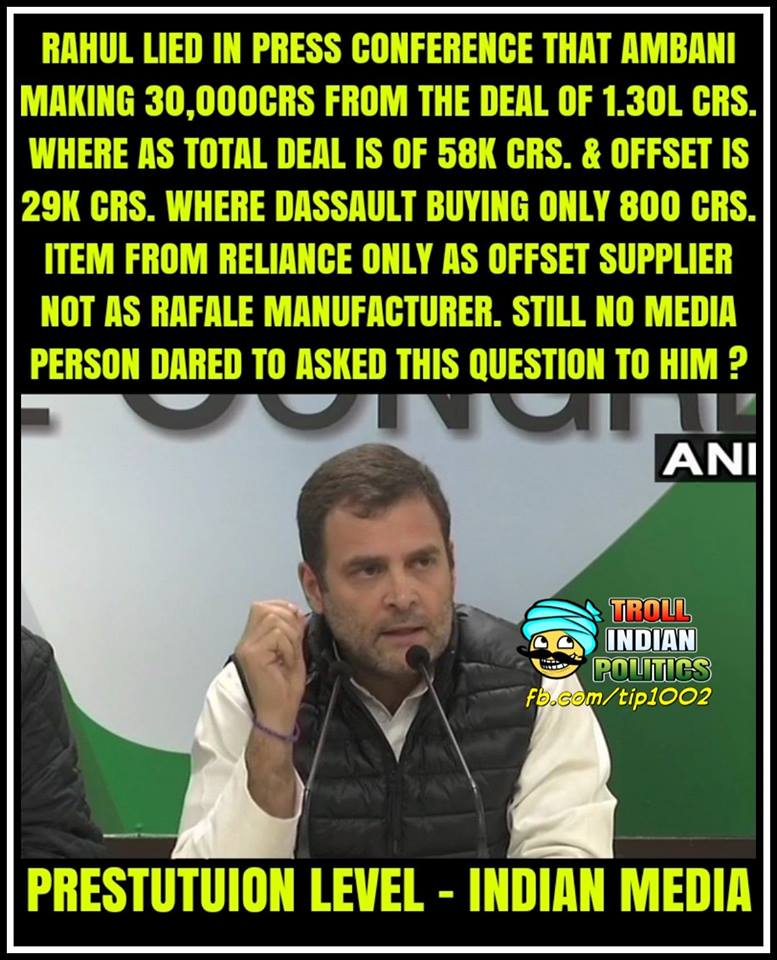 RAHUL LIED IN PRESS CONFERENCE THAT AMBANI
MAKING 30,000CRS FROM THE DEAL OF 1.30L CRS.
WHERE AS TOTAL DEAL IS OF 58K CRS. & OFFSET IS
29K CRS. WHERE DASSAULT BUYING ONLY 800 CRS.
ITEM FROM RELIANCE ONLY AS OFFSET SUPPLIER
NOT AS RAFALE MANUFACTURER. STILL NO MEDIA
PERSON DARED TO ASKED THIS QUESTION TO HIM ?
ANI
TROLL
INDIAN
POLITICS
fb.com/tip1002
PRESTUTUION LEVEL - INDIAN MEDIA